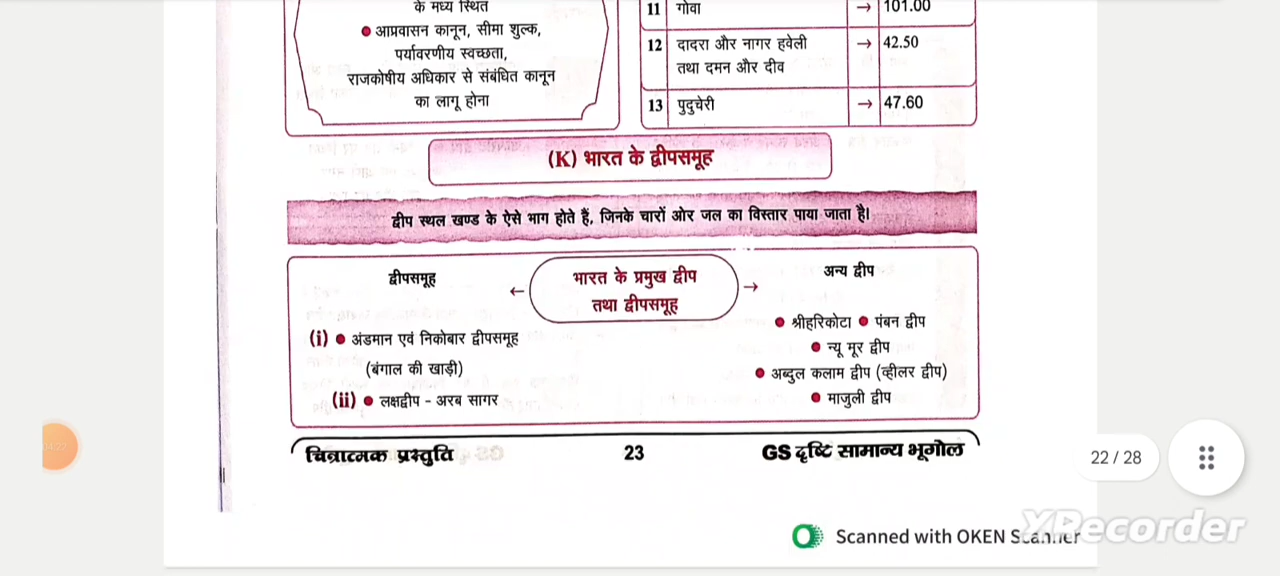 के मध्य स्थित
● आप्रवासन कानून, सीमा शुल्क,
पर्यावरणीय स्वच्छता,
राजकोषीय अधिकार से संबंधित कानून
का लागू होना
11 गोवा → 101.00
12 दादरा और नागर हवेली → 42.50
तथा दमन और दीव
13 पुदुचेरी → 47.60
(K) भारत के द्वीपसमूह
द्वीप स्थल खण्ड के ऐसे भाग होते हैं, जिनके चारों ओर जल का विस्तार पाया जाता है।
भारत के प्रमुख द्वीप
तथा द्वीपसमूह
← →
द्वीपसमूह
(i) ● अंडमान एवं निकोबार द्वीपसमूह
(बंगाल की खाड़ी)
(ii) ● लक्षद्वीप - अरब सागर
अन्य द्वीप
● श्रीहरिकोटा ● पंबन द्वीप
● न्यू मूर द्वीप
● अब्दुल कलाम द्वीप (व्हीलर द्वीप)
● माजुली द्वीप
चित्रात्मक प्रस्तुति 23 GS दृष्टि सामान्य भूगोल
22 / 28
Scanned with OKEN Scanner
XRecorder